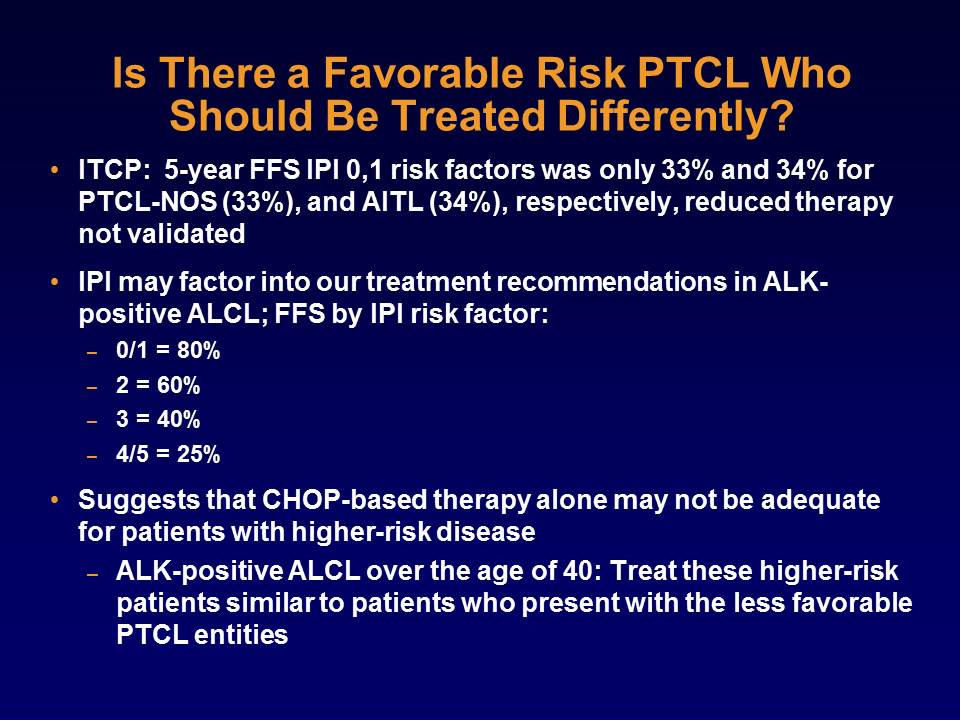 Is There a Favorable Risk PTCL Who
Should Be Treated Differently?
• ITCP:  5-year FFS IPI 0,1 risk factors was only 33% and 34% for
PTCL-NOS (33%), and AITL (34%), respectively, reduced therapy
not validated
• IPI may factor into our treatment recommendations in ALK-
positive ALCL; FFS by IPI risk factor:
– 0/1 = 80%
– 2 = 60%
– 3 = 40%
– 4/5 = 25%
• Suggests that CHOP-based therapy alone may not be adequate
for patients with higher-risk disease
– ALK-positive ALCL over the age of 40: Treat these higher-risk
patients similar to patients who present with the less favorable
PTCL entities